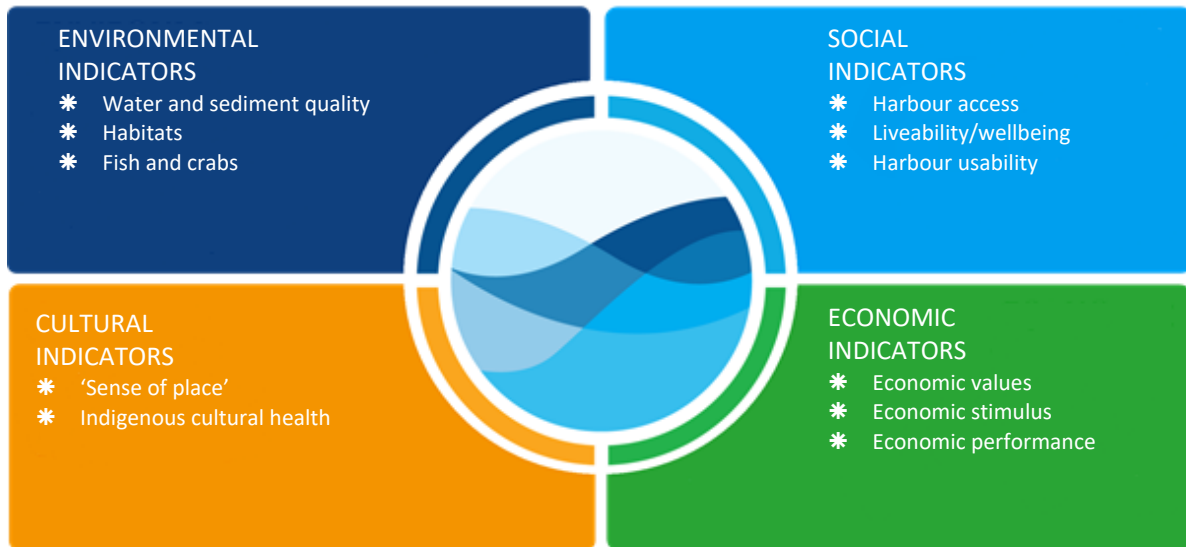 ENVIRONMENTAL
INDICATORS
⁕ Water and sediment quality
⁕ Habitats
⁕ Fish and crabs
SOCIAL
INDICATORS
⁕ Harbour access
⁕ Liveability/wellbeing
⁕ Harbour usability
CULTURAL
INDICATORS
⁕ ‘Sense of place’
⁕ Indigenous cultural health
ECONOMIC
INDICATORS
⁕ Economic values
⁕ Economic stimulus
⁕ Economic performance